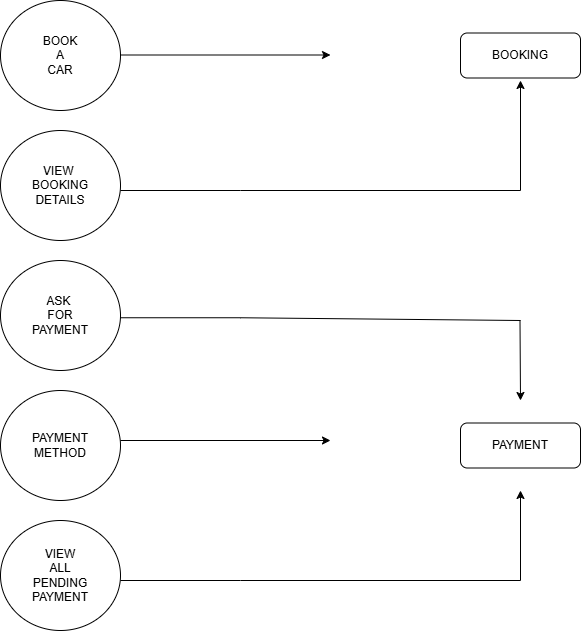 BOOK
A
CAR
BOOKING
VIEW
BOOKING
DETAILS
ASK
FOR
PAYMENT
PAYMENT
METHOD
PAYMENT
VIEW
ALL
PENDING
PAYMENT